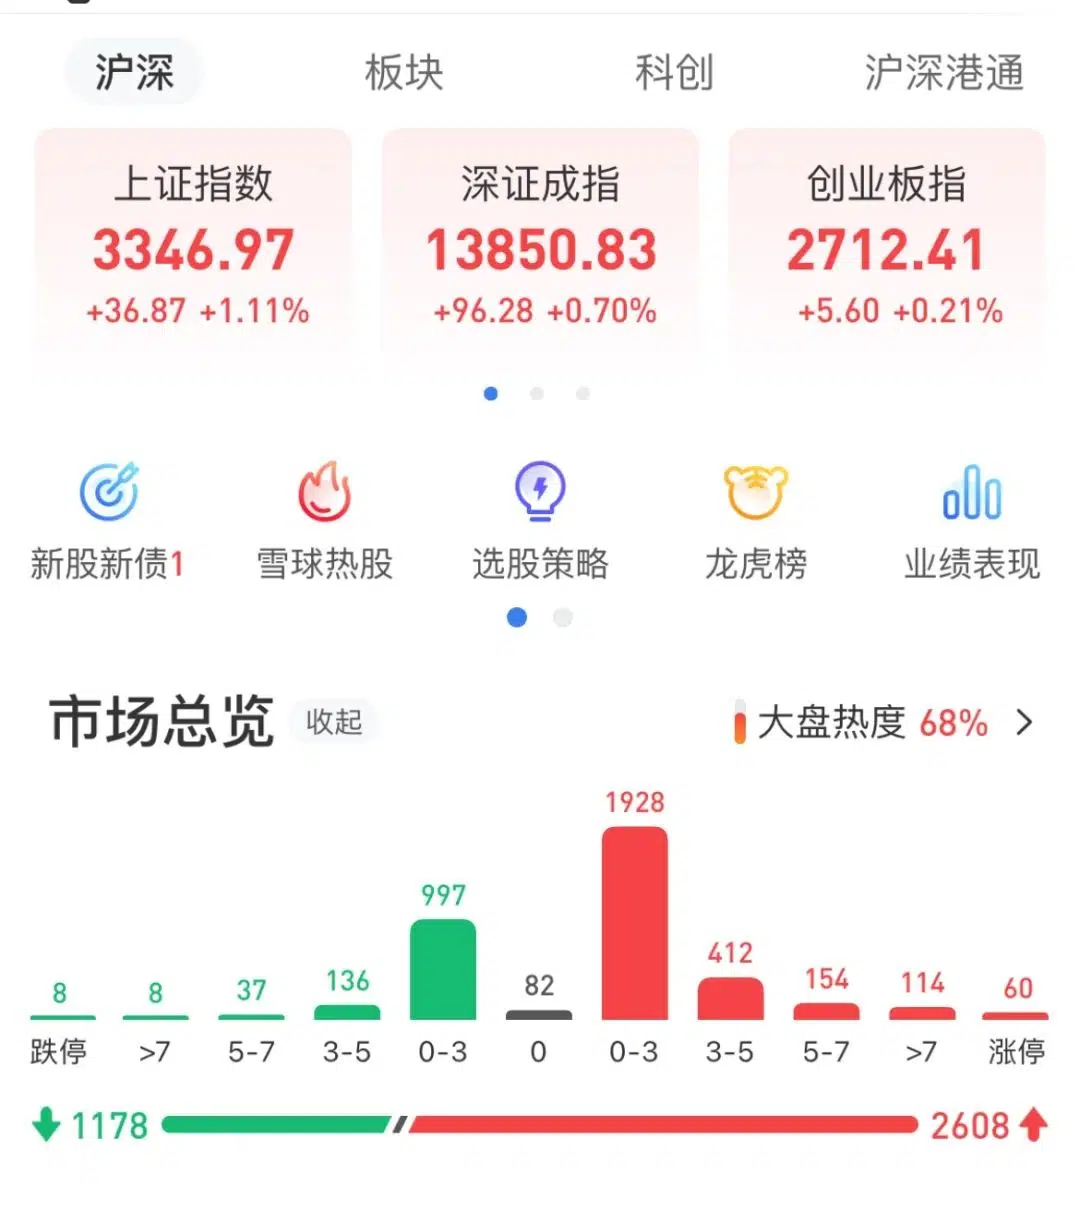 沪深 板块 科创 沪深港通
上证指数 深证成指 创业板指
3346.97 13850.83 2712.41
+36.87 +1.11% +96.28 +0.70% +5.60 +0.21%
新股新债1 雪球热股 选股策略 龙虎榜 业绩表现
市场总览 收起 大盘热度 68%
8 8 37 136 997 82 1928 412 154 114 60
跌停 >7 5-7 3-5 0-3 0 0-3 3-5 5-7 >7 涨停
1178 2608